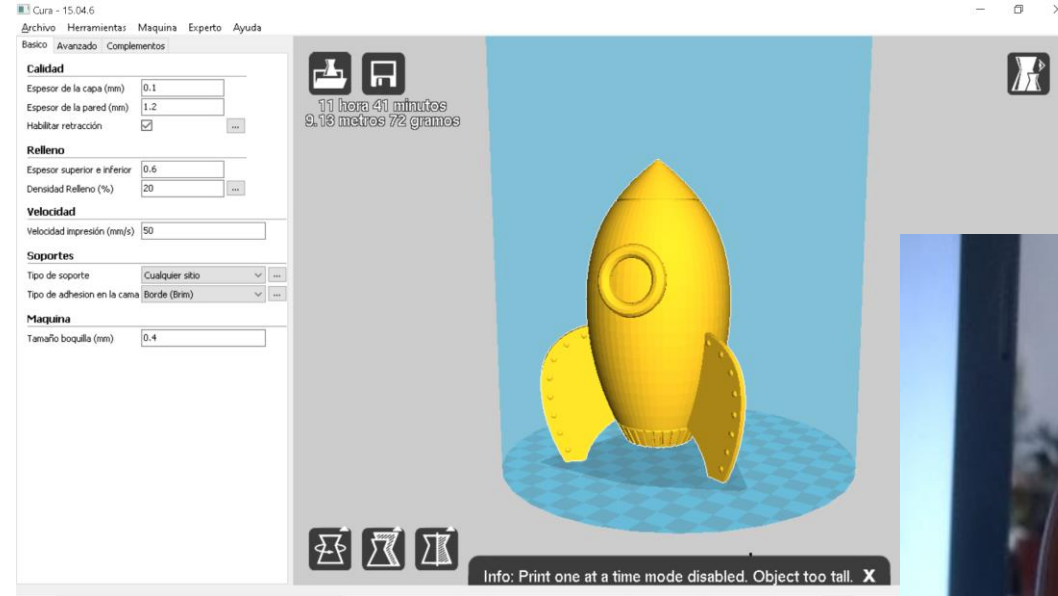 Cura - 15.04.6
Archivo Herramientas Maquina Experto Ayuda
Basico Avanzado Complementos
Calidad
Espesor de la capa (mm) 0.1
Espesor de la pared (mm) 1.2
Habilitar retracción ...
Relleno
Espesor superior e inferior 0.6
Densidad Relleno (%) 20 ...
Velocidad
Velocidad impresión (mm/s) 50
Soportes
Tipo de soporte Cualquier sitio ...
Tipo de adhesion en la cama Borde (Brim) ...
Maquina
Tamaño boquilla (mm) 0.4
11 hora 41 minutos
9.13 metros 72 gramos
Info: Print one at a time mode disabled. Object too tall. X